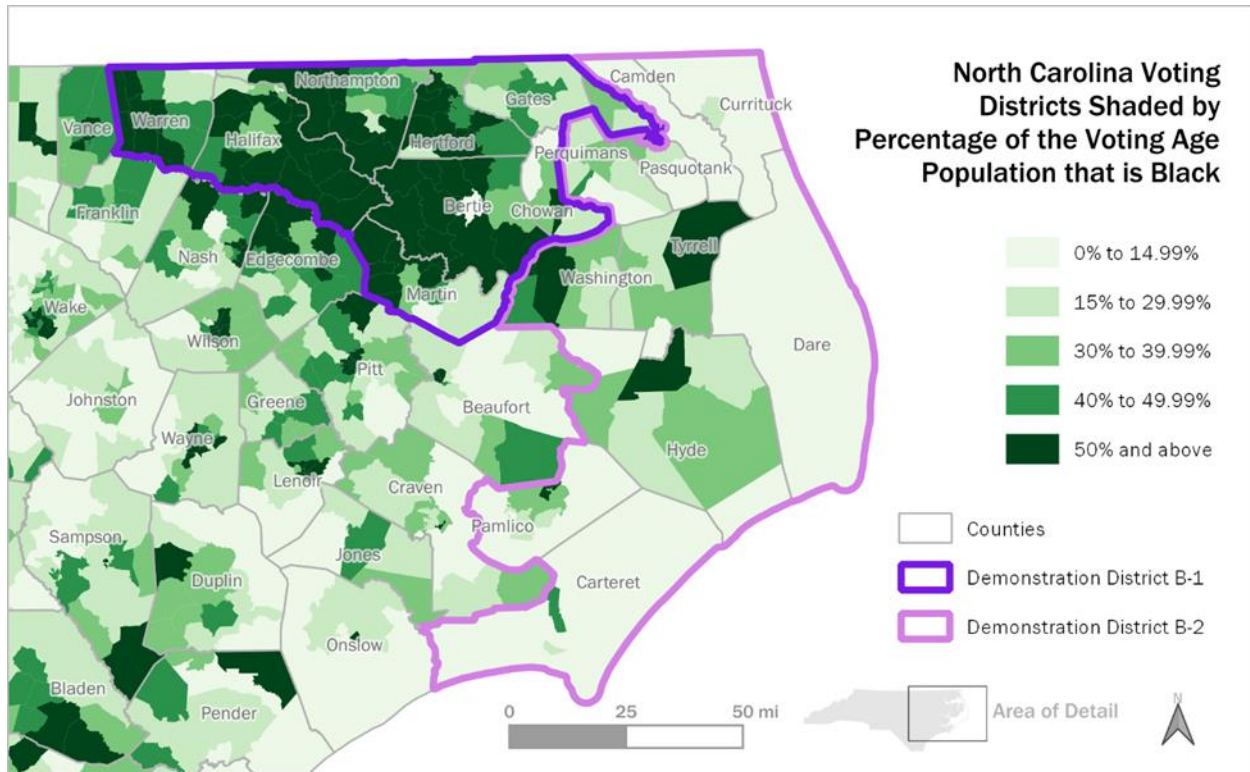 North Carolina Voting
Districts Shaded by
Percentage of the Voting Age
Population that is Black
0% to 14.99%
15% to 29.99%
30% to 39.99%
40% to 49.99%
50% and above
Counties
Demonstration District B-1
Demonstration District B-2
Area of Detail
N
0 25 50 mi
Northampton
Camden
Currituck
Gates
Vance
Warren
Halifax
Hertford
Perquimans
Pasquotank
Franklin
Bertie
Chowan
Nash
Edgecombe
Tyrrell
Washington
Martin
Wake
Wilson
Dare
Pitt
Johnston
Greene
Beaufort
Wayne
Hyde
Lenoir
Craven
Pamlico
Sampson
Jones
Duplin
Carteret
Onslow
Bladen
Pender